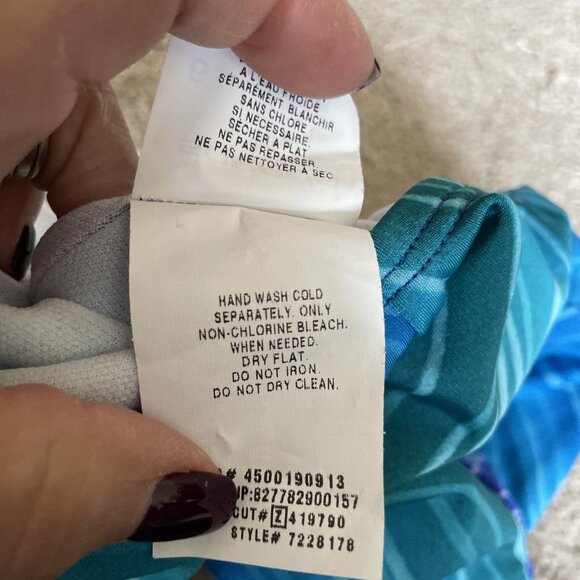 À L'EAU FROIDE
SÉPARÉMENT. BLANCHIR
SANS CHLORE
SI NECESSAIRE.
SÉCHER A PLAT.
NE PAS REPASSER.
NE PAS NETTOYER A SEC.
HAND WASH COLD
SEPARATELY, ONLY
NON-CHLORINE BLEACH.
WHEN NEEDED.
DRY FLAT.
DO NOT IRON.
DO NOT DRY CLEAN.
# 4500190913
UP:827782900157
CUT# Z 419790
STYLE# 7228178